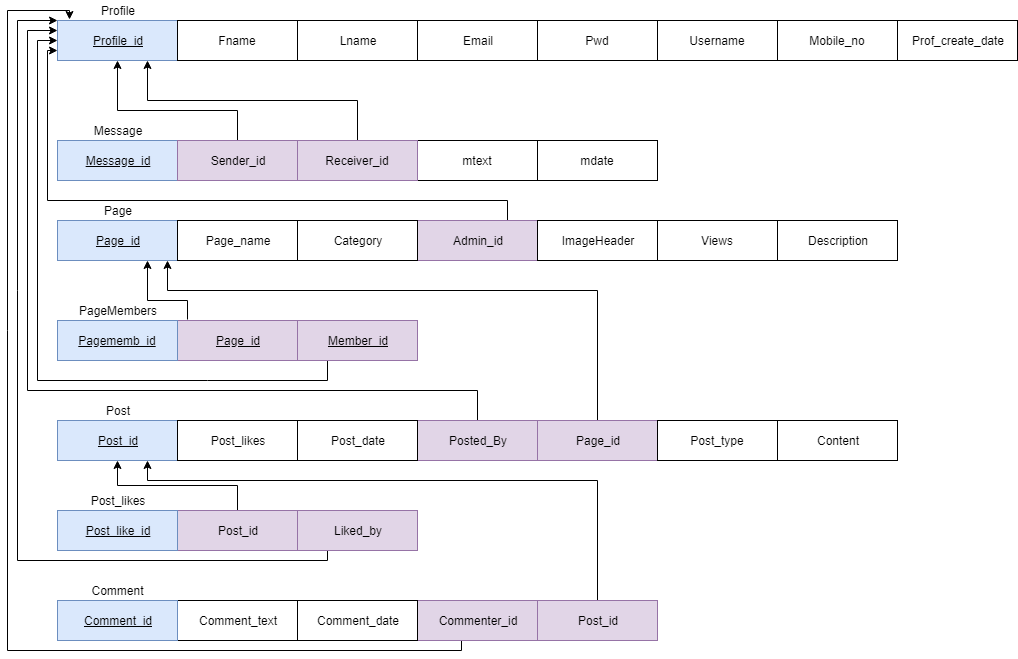 Profile
Profile_id Fname Lname Email Pwd Username Mobile_no Prof_create_date
Message
Message_id Sender_id Receiver_id mtext mdate
Page
Page_id Page_name Category Admin_id ImageHeader Views Description
PageMembers
Pagememb_id Page_id Member_id
Post
Post_id Post_likes Post_date Posted_By Page_id Post_type Content
Post_likes
Post_like_id Post_id Liked_by
Comment
Comment_id Comment_text Comment_date Commenter_id Post_id